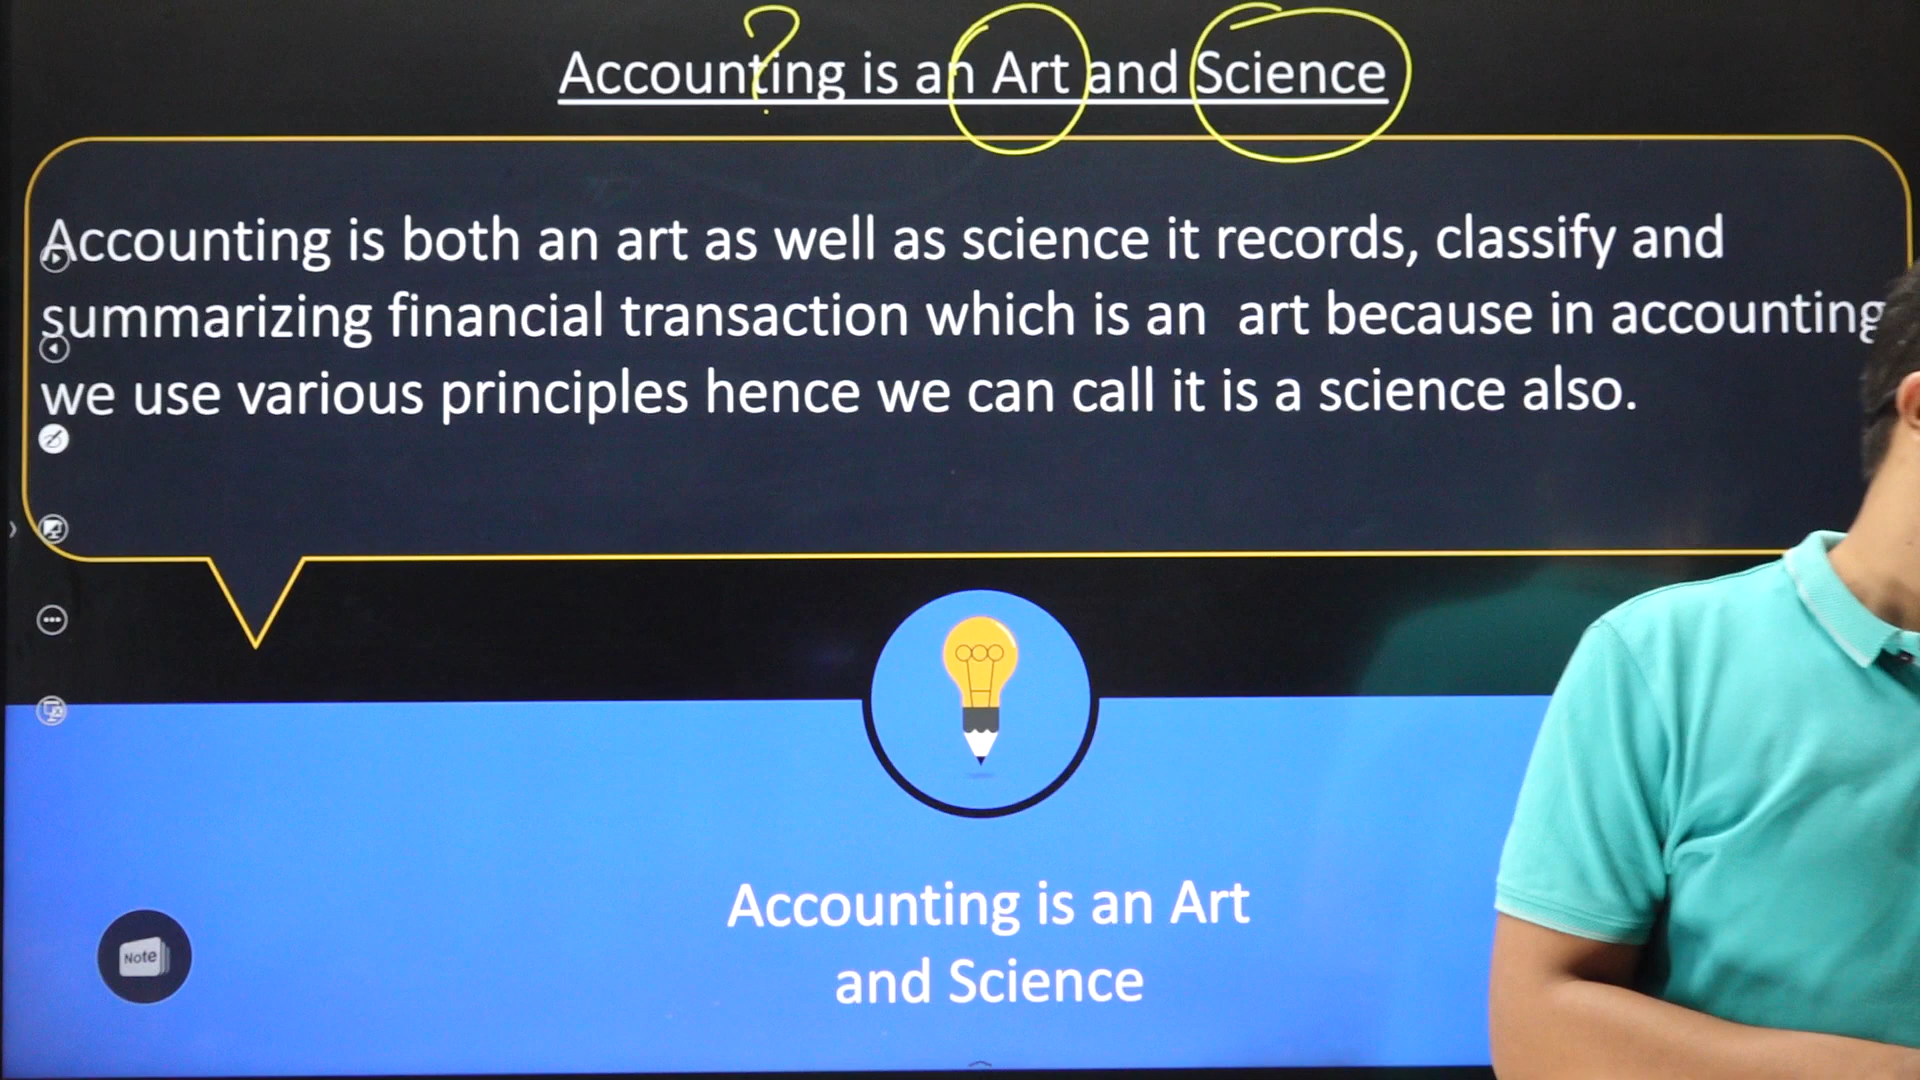 ?
Accounting is an Art and Science
Accounting is both an art as well as science it records, classify and
summarizing financial transaction which is an art because in accounting
we use various principles hence we can call it is a science also.
Accounting is an Art
and Science
Note